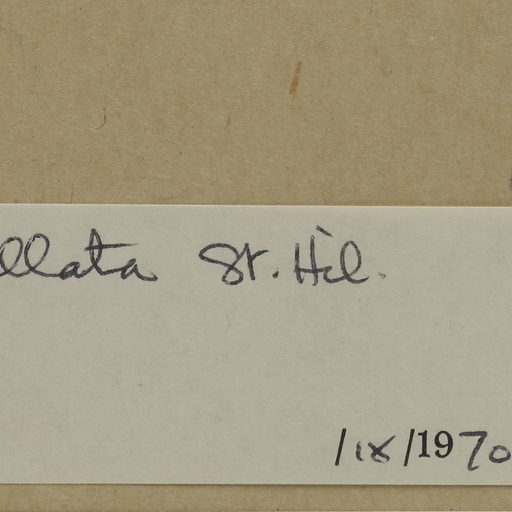 llata St. Hil.
/ix/1970